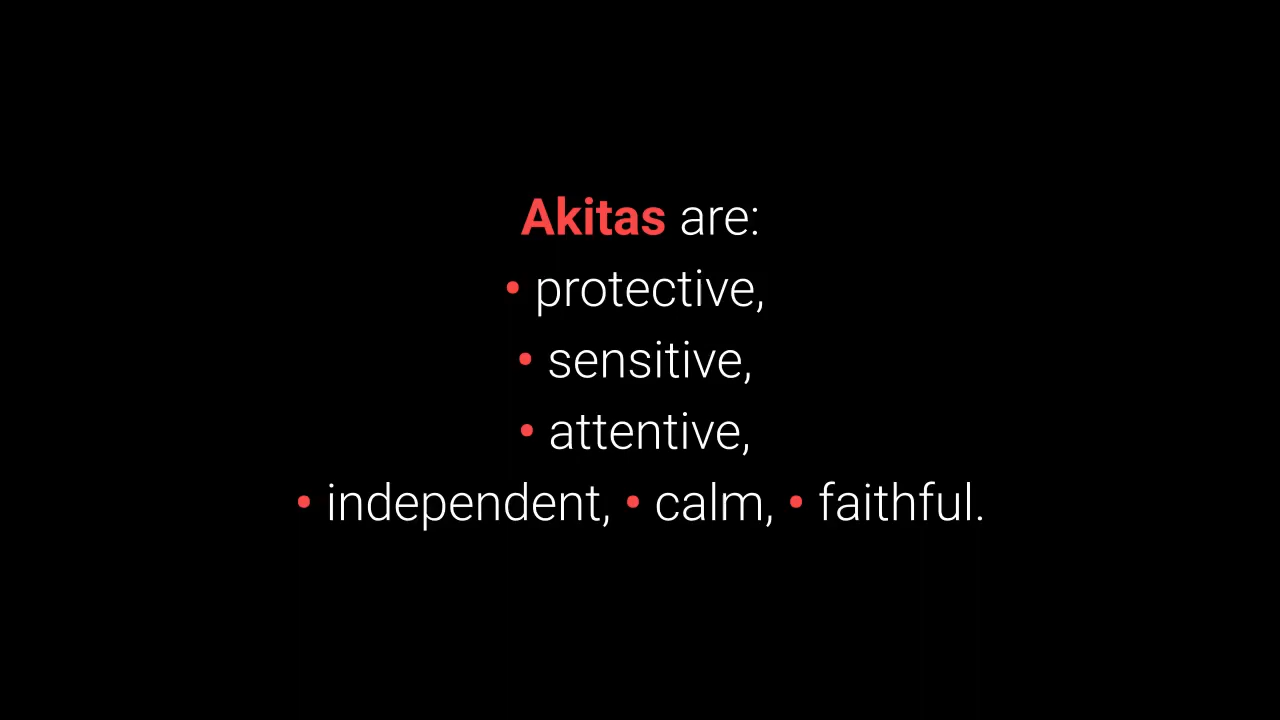 Akitas are:
• protective,
• sensitive,
• attentive,
• independent, • calm, • faithful.